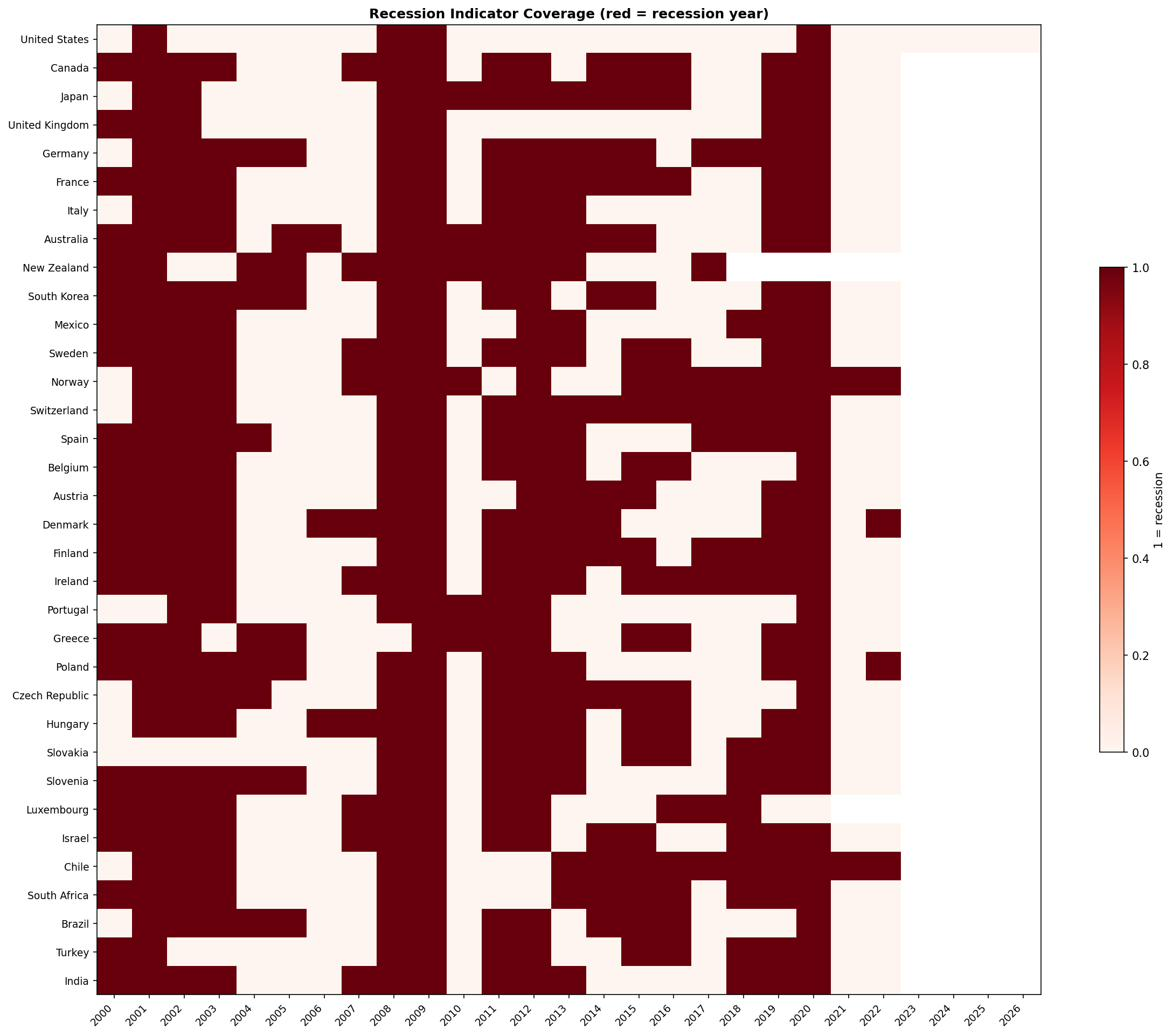 Recession Indicator Coverage (red = recession year)
United States
Canada
Japan
United Kingdom
Germany
France
Italy
Australia
New Zealand
South Korea
Mexico
Sweden
Norway
Switzerland
Spain
Belgium
Austria
Denmark
Finland
Ireland
Portugal
Greece
Poland
Czech Republic
Hungary
Slovakia
Slovenia
Luxembourg
Israel
Chile
South Africa
Brazil
Turkey
India
2000 2001 2002 2003 2004 2005 2006 2007 2008 2009 2010 2011 2012 2013 2014 2015 2016 2017 2018 2019 2020 2021 2022 2023 2024 2025 2026
1.0
0.8
0.6
0.4
0.2
0.0
1 = recession